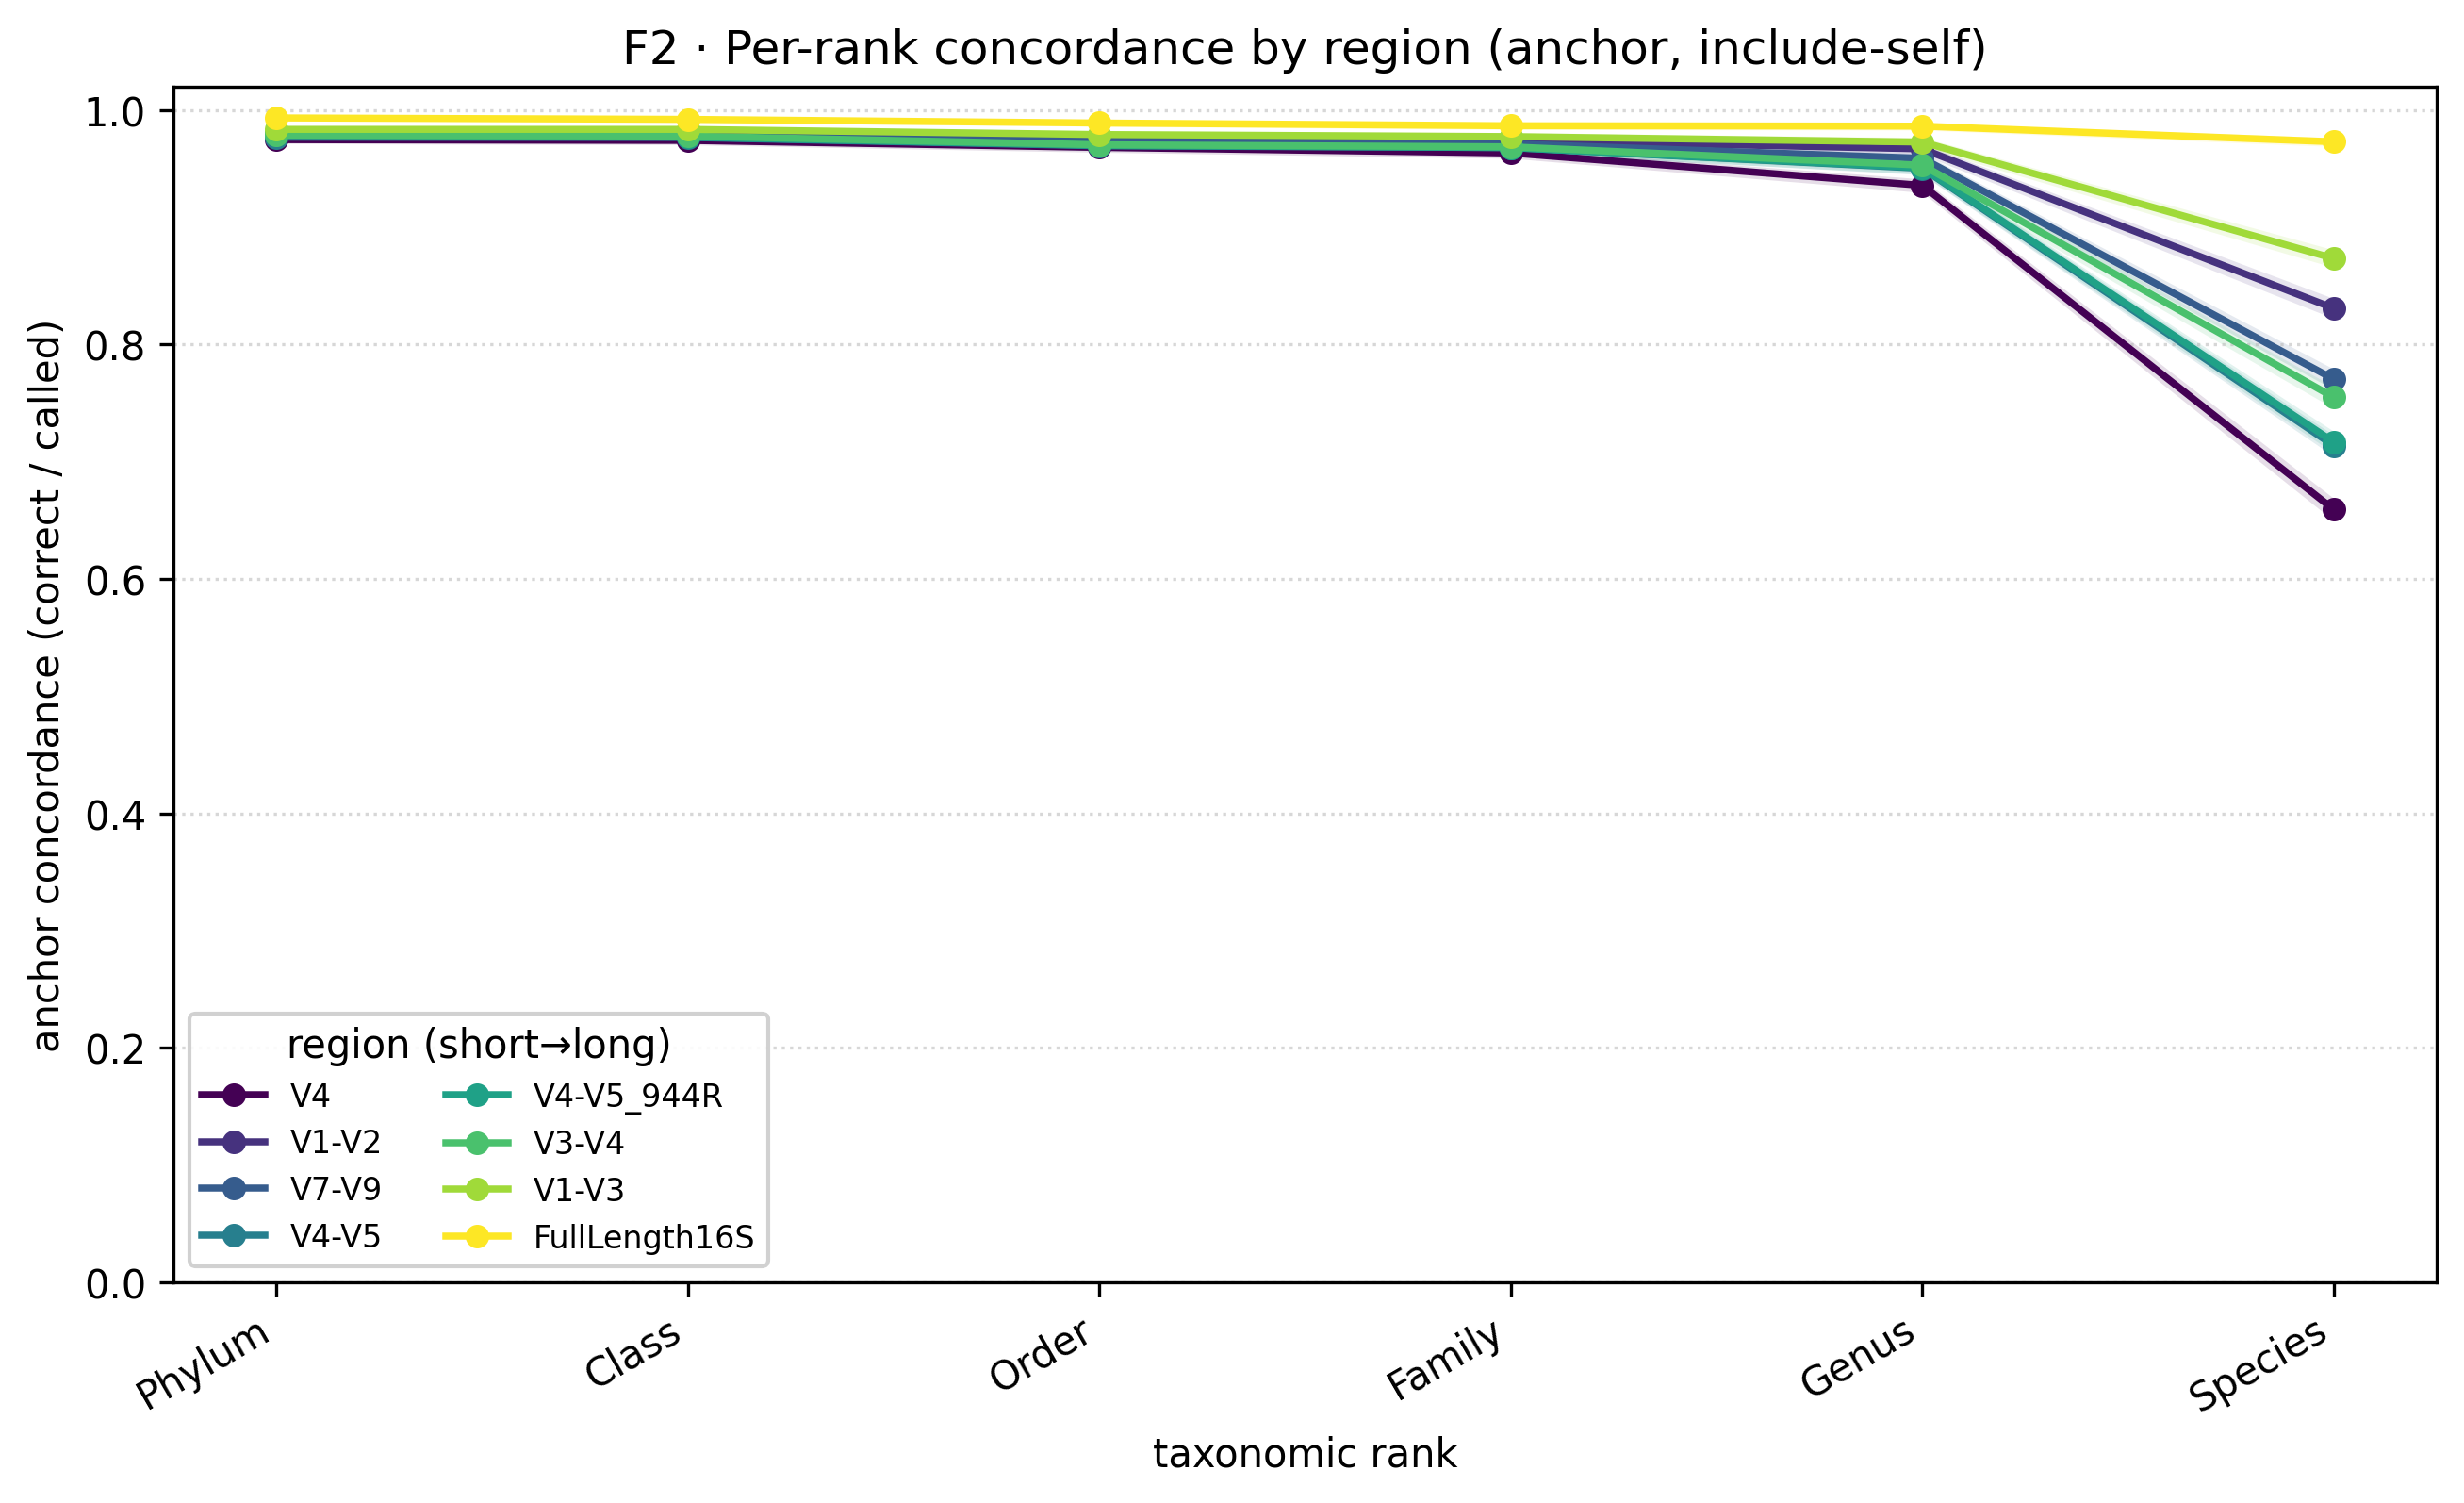 F2 · Per-rank concordance by region (anchor, include-self)
anchor concordance (correct / called)
1.0
0.8
0.6
0.4
0.2
0.0
region (short→long)
V4
V1-V2
V7-V9
V4-V5
V4-V5_944R
V3-V4
V1-V3
FullLength16S
Phylum
Class
Order
Family
Genus
Species
taxonomic rank